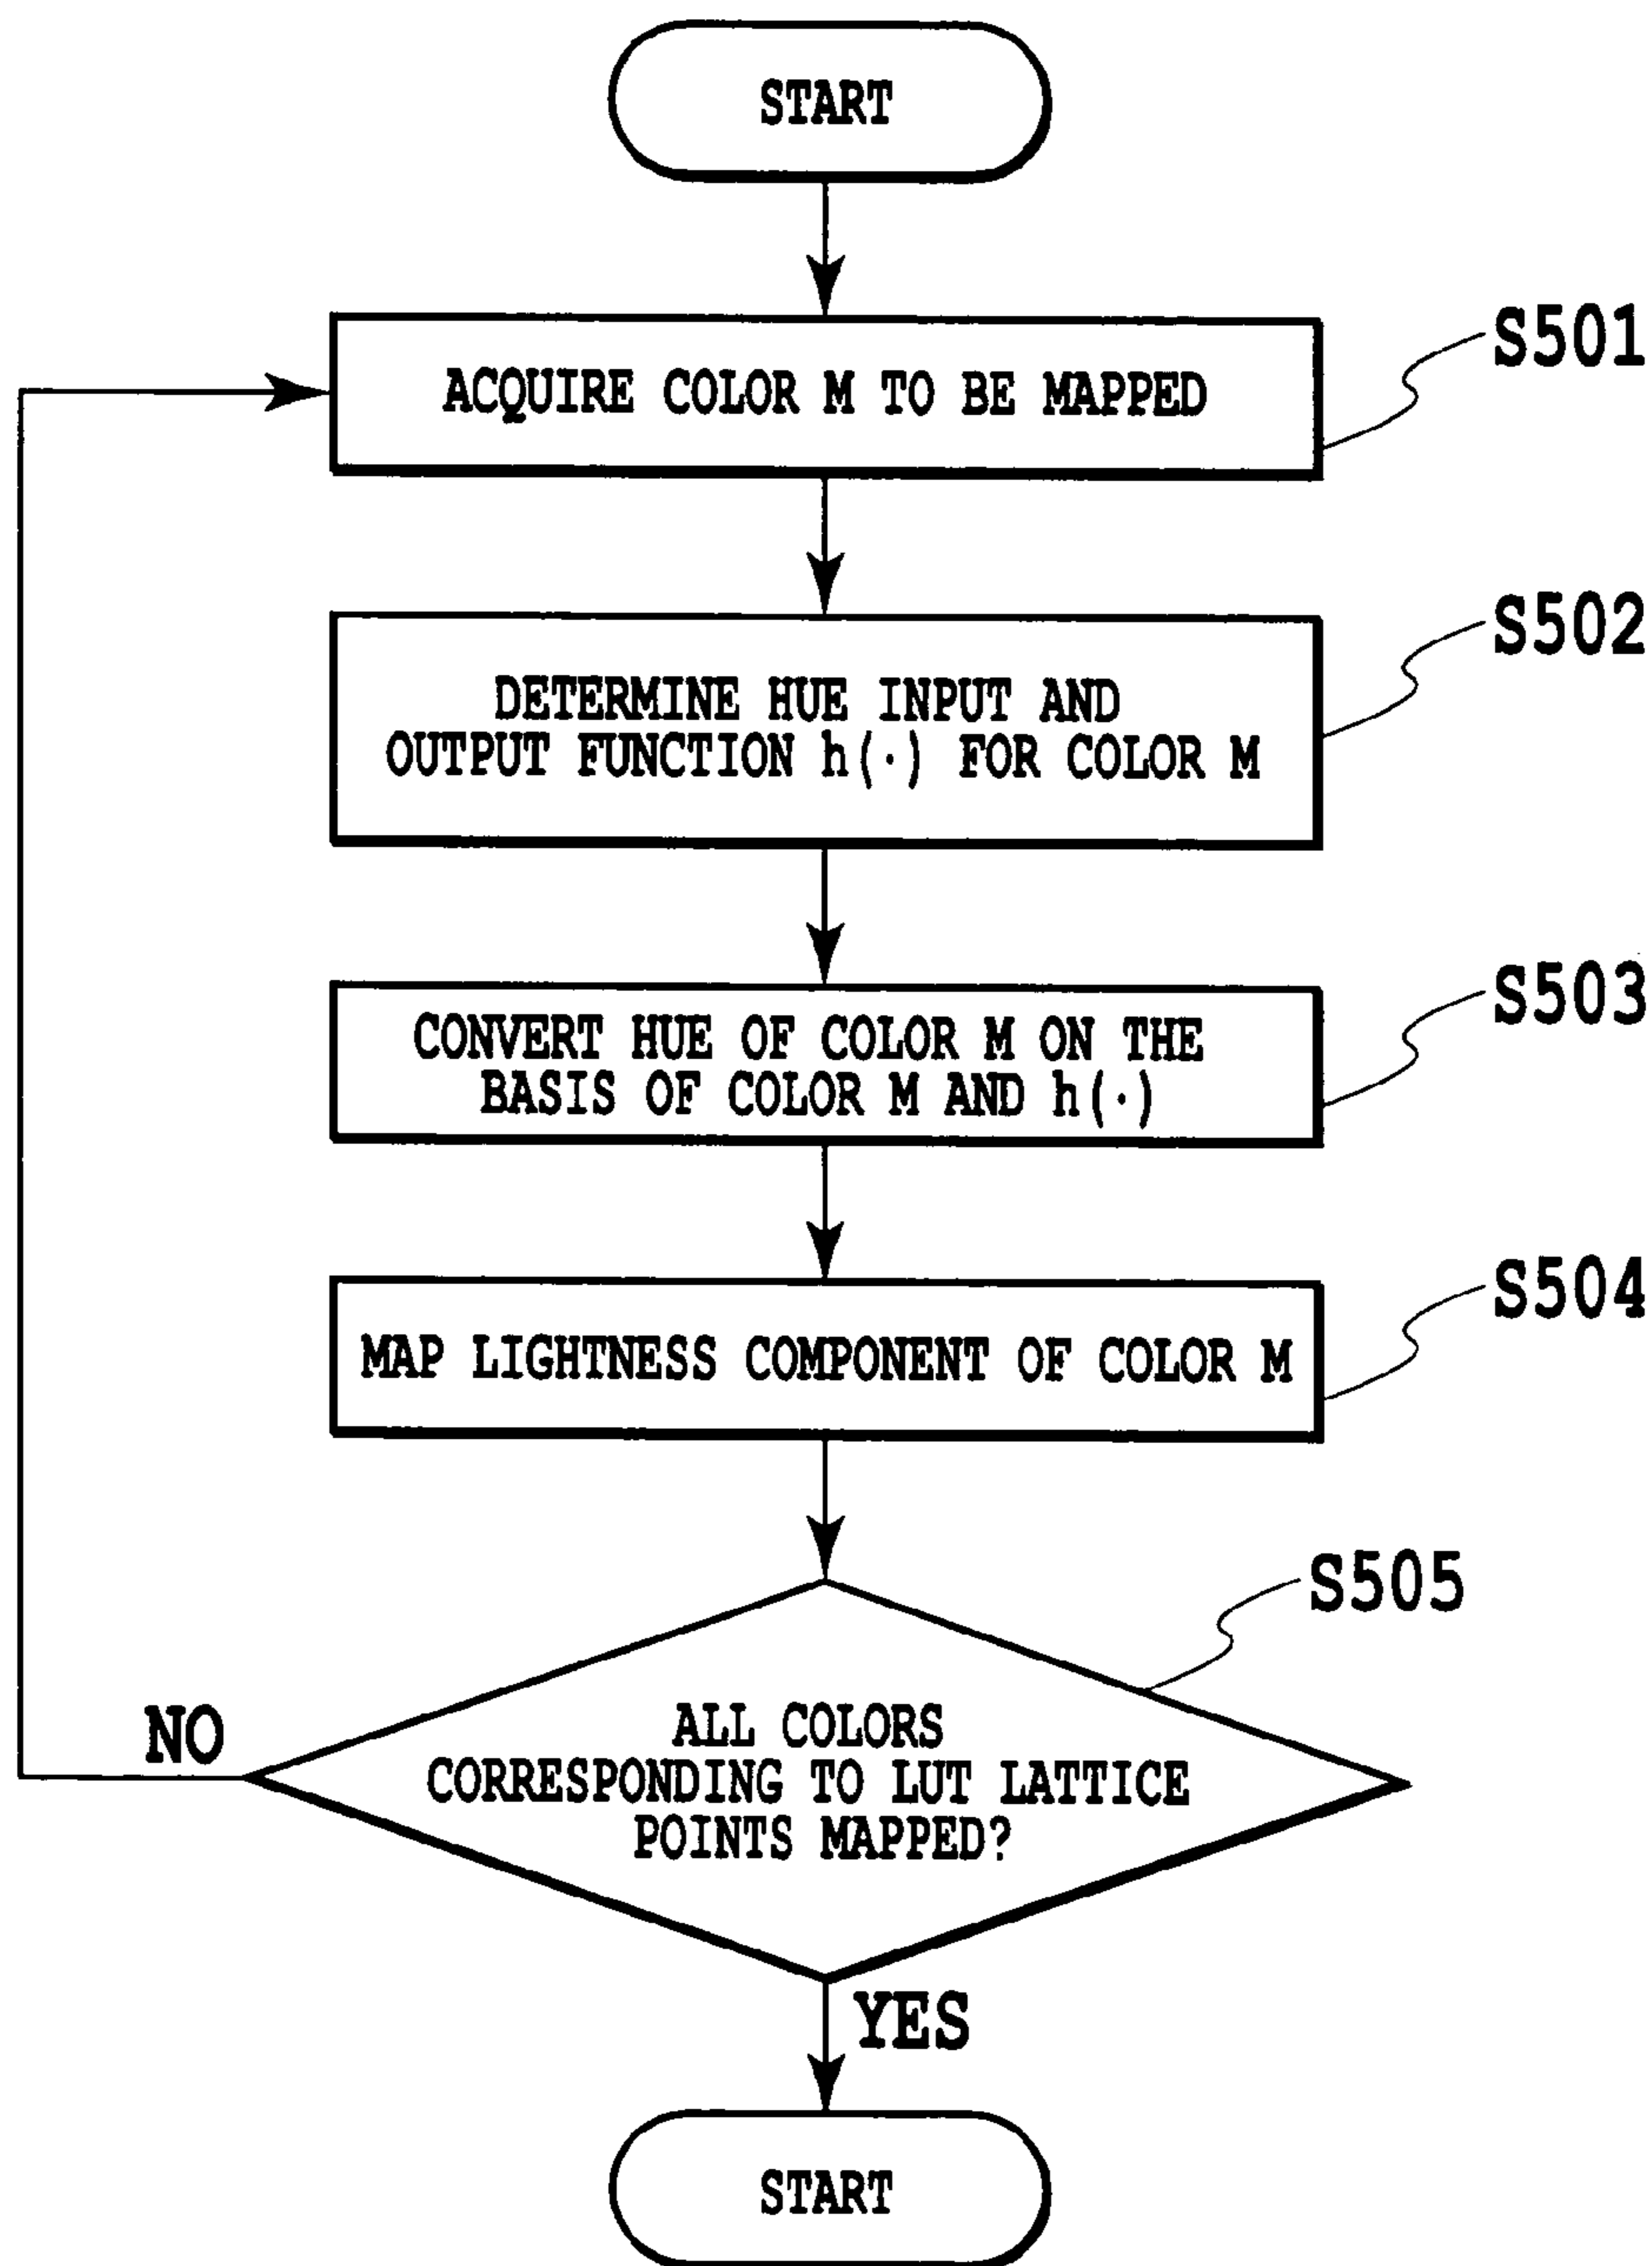 START
ACQUIRE COLOR M TO BE MAPPED
S501
DETERMINE HUE INPUT AND
OUTPUT FUNCTION h(·) FOR COLOR M
S502
CONVERT HUE OF COLOR M ON THE
BASIS OF COLOR M AND h(·)
S503
MAP LIGHTNESS COMPONENT OF COLOR M
S504
ALL COLORS
CORRESPONDING TO LUT LATTICE
POINTS MAPPED?
S505
NO
YES
START